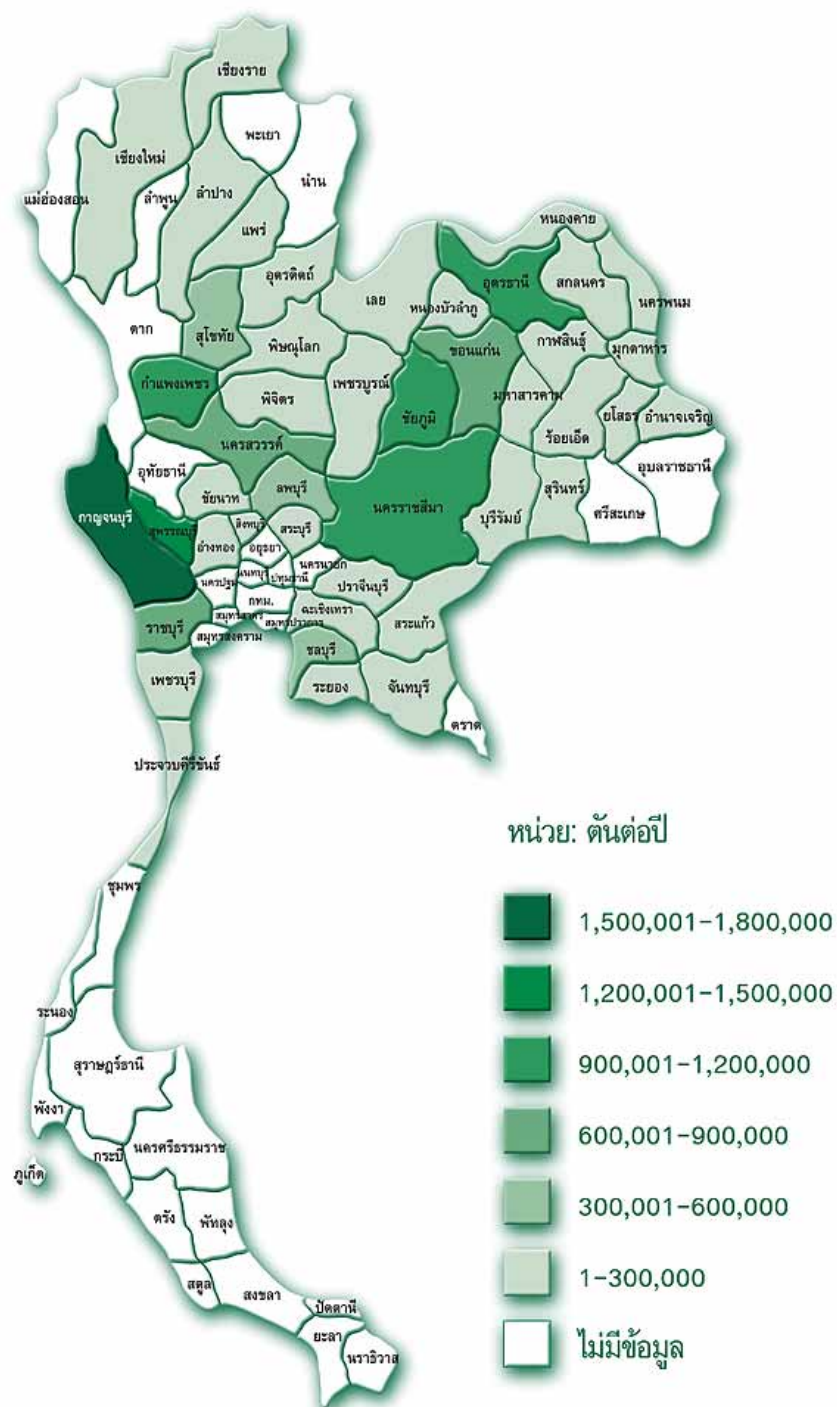 เชียงราย
พะเยา
เชียงใหม่
น่าน
แม่ฮ่องสอน
ลำพูน
ลำปาง
แพร่
หนองคาย
อุตรดิตถ์
อุดรธานี
สกลนคร
นครพนม
เลย
หนองบัวลำภู
ตาก
สุโขทัย
พิษณุโลก
กาฬสินธุ์
มุกดาหาร
ขอนแก่น
กำแพงเพชร
พิจิตร
เพชรบูรณ์
ชัยภูมิ
มหาสารคาม
ร้อยเอ็ด
ยโสธร
อำนาจเจริญ
นครสวรรค์
อุทัยธานี
อุบลราชธานี
ชัยนาท
ลพบุรี
นครราชสีมา
บุรีรัมย์
สุรินทร์
ศรีสะเกษ
กาญจนบุรี
สุพรรณบุรี
สิงห์บุรี
สระบุรี
อ่างทอง
อยุธยา
นครนายก
นครปฐม
นนทบุรี
ปทุมธานี
ปราจีนบุรี
กทม.
ฉะเชิงเทรา
สระแก้ว
สมุทรสาคร
สมุทรปราการ
ราชบุรี
สมุทรสงคราม
ชลบุรี
เพชรบุรี
ระยอง
จันทบุรี
ตราด
ประจวบคีรีขันธ์
หน่วย: ตันต่อปี
ชุมพร
1,500,001-1,800,000
1,200,001-1,500,000
ระนอง
สุราษฎร์ธานี
900,001-1,200,000
พังงา
600,001-900,000
นครศรีธรรมราช
กระบี่
ภูเก็ต
300,001-600,000
ตรัง
พัทลุง
1-300,000
สตูล
สงขลา
ปัตตานี
ยะลา
ไม่มีข้อมูล
นราธิวาส